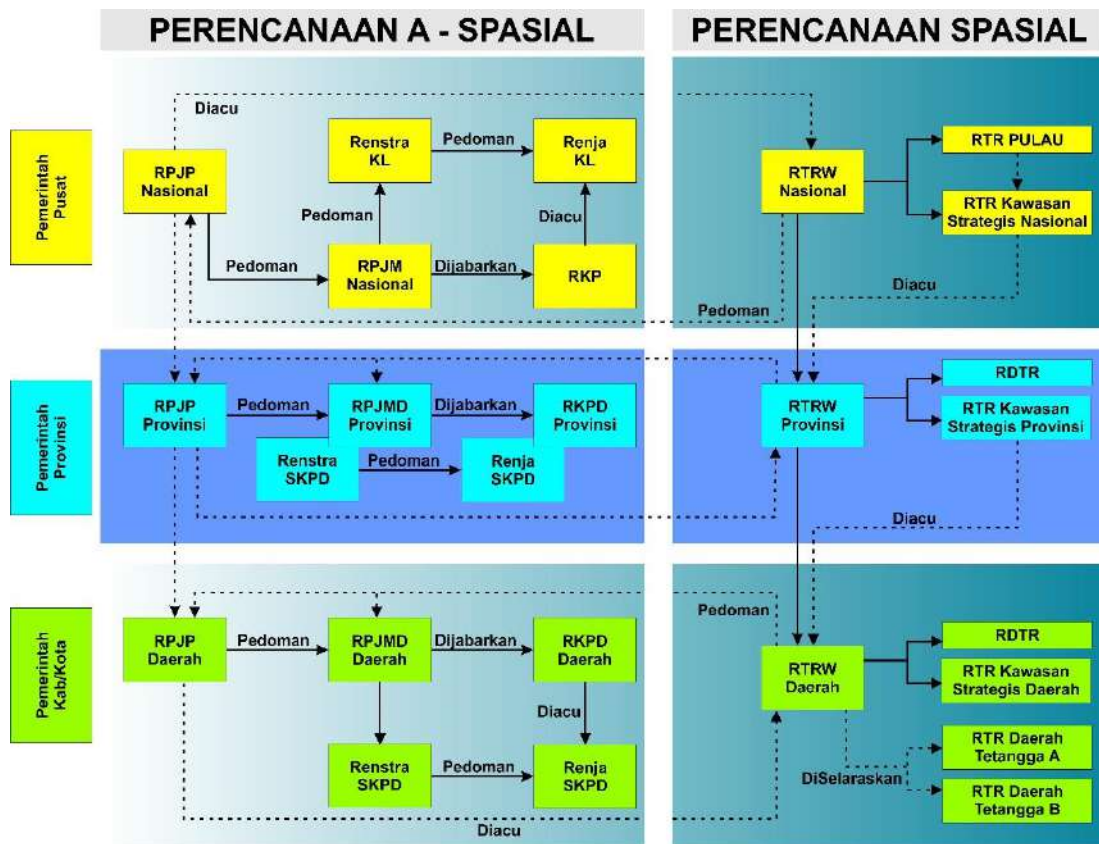 PERENCANAAN A - SPASIAL
PERENCANAAN SPASIAL
Pemerintah
Pusat
Diacu
RPJP
Nasional
Renstra
KL
Pedoman
Renja
KL
Pedoman
Diacu
Pedoman
RPJM
Nasional
Dijabarkan
RKP
RTRW
Nasional
RTR PULAU
RTR Kawasan
Strategis Nasional
Diacu
Pedoman
Pemerintah
Provinsi
RPJP
Provinsi
Pedoman
RPJMD
Provinsi
Dijabarkan
RKPD
Provinsi
Renstra
SKPD
Pedoman
Renja
SKPD
RTRW
Provinsi
RDTR
RTR Kawasan
Strategis Provinsi
Diacu
Pemerintah
Kab/Kota
RPJP
Daerah
Pedoman
RPJMD
Daerah
Dijabarkan
RKPD
Daerah
Diacu
Renstra
SKPD
Pedoman
Renja
SKPD
Diacu
Pedoman
RTRW
Daerah
RDTR
RTR Kawasan
Strategis Daerah
DiSelaraskan
RTR Daerah
Tetangga A
RTR Daerah
Tetangga B